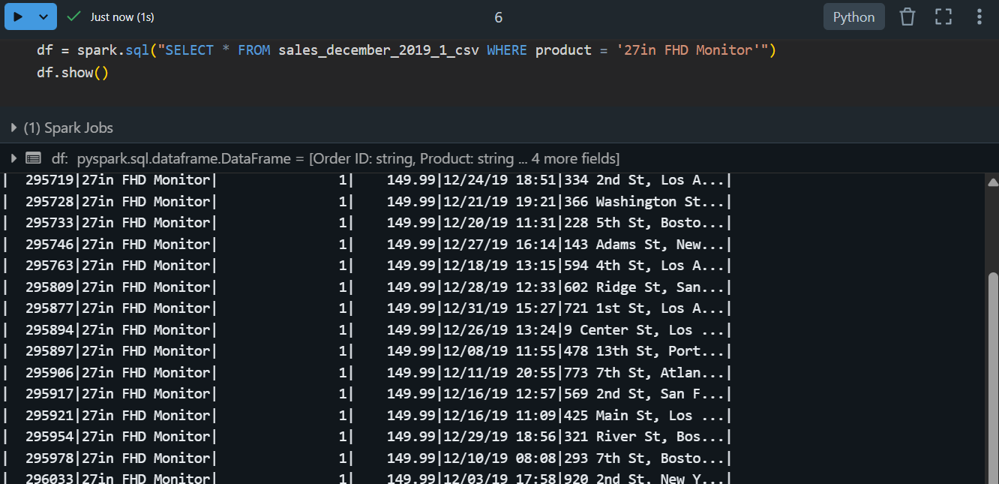 Just now (1s)
6
Python
df = spark.sql("SELECT * FROM sales_december_2019_1_csv WHERE product = '27in FHD Monitor'")
df.show()
(1) Spark Jobs
df: pyspark.sql.dataframe.DataFrame = [Order ID: string, Product: string ... 4 more fields]
|  295719|27in FHD Monitor|               1|    149.99|12/24/19 18:51|334 2nd St, Los A...|
|  295728|27in FHD Monitor|               1|    149.99|12/21/19 19:21|366 Washington St...|
|  295733|27in FHD Monitor|               1|    149.99|12/20/19 11:31|228 5th St, Bosto...|
|  295746|27in FHD Monitor|               1|    149.99|12/27/19 16:14|143 Adams St, New...|
|  295763|27in FHD Monitor|               1|    149.99|12/18/19 13:15|594 4th St, Los A...|
|  295809|27in FHD Monitor|               1|    149.99|12/28/19 12:33|602 Ridge St, San...|
|  295877|27in FHD Monitor|               1|    149.99|12/31/19 15:27|721 1st St, Los A...|
|  295894|27in FHD Monitor|               1|    149.99|12/26/19 13:24|9 Center St, Los ...|
|  295897|27in FHD Monitor|               1|    149.99|12/08/19 11:55|478 13th St, Port...|
|  295906|27in FHD Monitor|               1|    149.99|12/11/19 20:55|773 7th St, Atlan...|
|  295917|27in FHD Monitor|               1|    149.99|12/16/19 12:57|569 2nd St, San F...|
|  295921|27in FHD Monitor|               1|    149.99|12/16/19 11:09|425 Main St, Los ...|
|  295954|27in FHD Monitor|               1|    149.99|12/29/19 18:56|321 River St, Bos...|
|  295978|27in FHD Monitor|               1|    149.99|12/10/19 08:08|293 7th St, Bosto...|
|  296033|27in FHD Monitor|               1|    149.99|12/03/19 17:58|920 2nd St, New Y...|